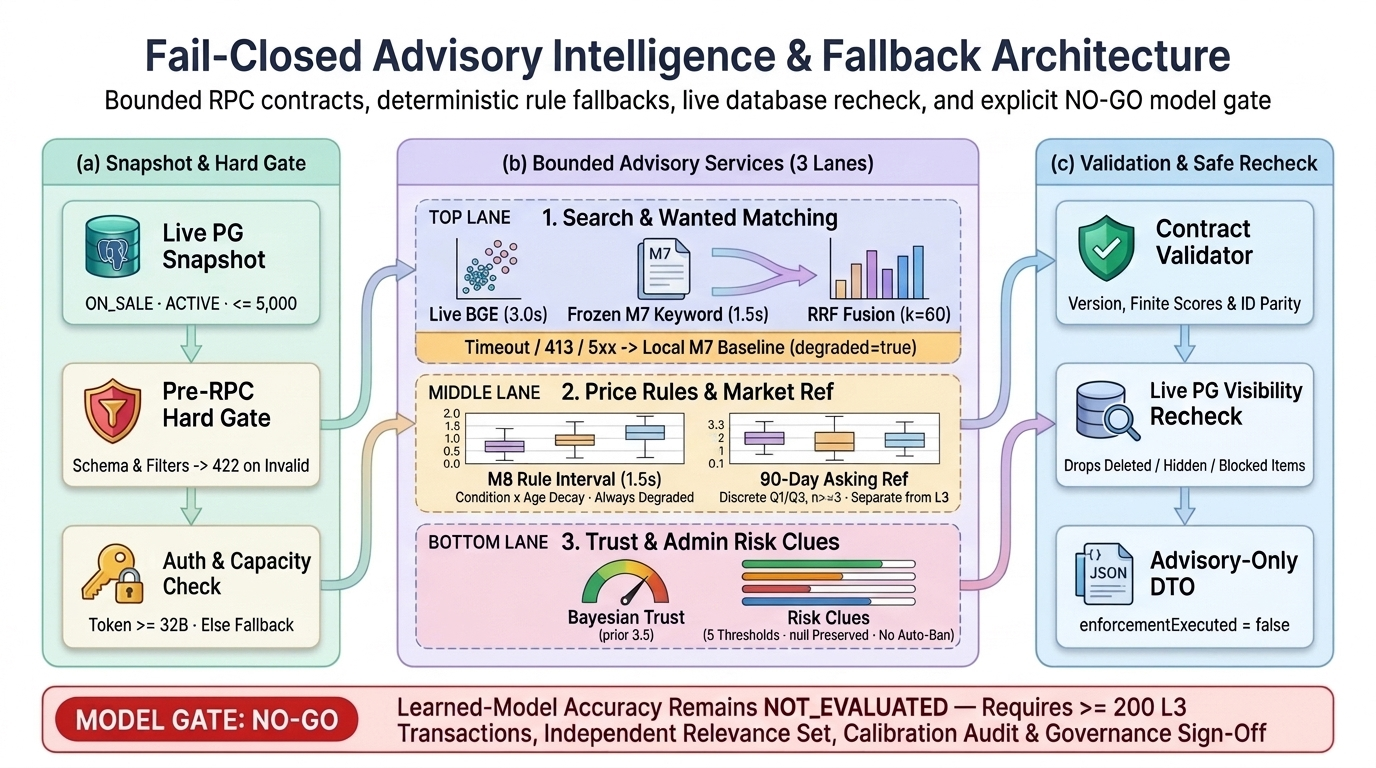 Fail-Closed Advisory Intelligence & Fallback Architecture
Bounded RPC contracts, deterministic rule fallbacks, live database recheck, and explicit NO-GO model gate
(a) Snapshot & Hard Gate
Live PG
Snapshot
ON_SALE · ACTIVE · <= 5,000
Pre-RPC
Hard Gate
Schema & Filters -> 422 on Invalid
Auth & Capacity
Check
Token >= 32B · Else Fallback
(b) Bounded Advisory Services (3 Lanes)
TOP LANE
1. Search & Wanted Matching
M7
Live BGE (3.0s)
Frozen M7 Keyword (1.5s)
RRF Fusion (k=60)
Timeout / 413 / 5xx -> Local M7 Baseline (degraded=true)
MIDDLE LANE
2. Price Rules & Market Ref
2.0
1.5
1.0
0.5
0.0
M8 Rule Interval (1.5s)
Condition x Age Decay · Always Degraded
3.3
2
1
0.1
90-Day Asking Ref
Discrete Q1/Q3, · Separate from L3
BOTTOM LANE
3. Trust & Admin Risk Clues
Bayesian Trust
(prior 3.5)
Risk Clues
(5 Thresholds · null Preserved · No Auto-Ban)
(c) Validation & Safe Recheck
Contract
Validator
Version, Finite Scores & ID Parity
Live PG Visibility
Recheck
Drops Deleted / Hidden / Blocked Items
{} JSON
Advisory-Only
DTO
enforcementExecuted = false
MODEL GATE: NO-GO
Learned-Model Accuracy Remains NOT_EVALUATED — Requires >= 200 L3
Transactions, Independent Relevance Set, Calibration Audit & Governance Sign-Off